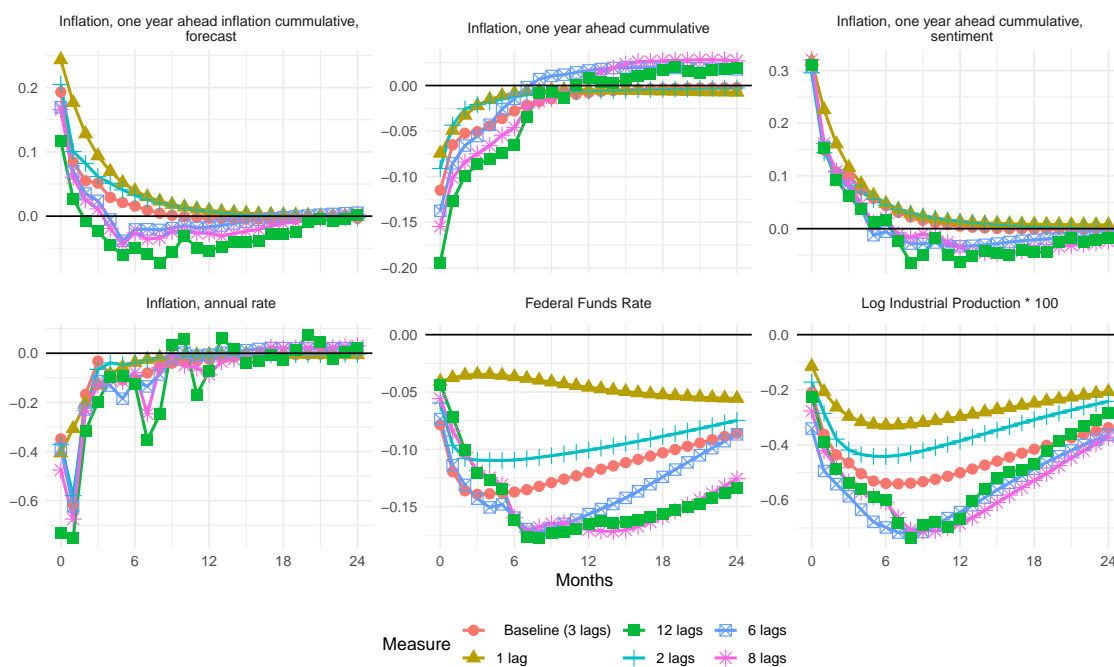 Inflation, one year ahead inflation cummulative,
forecast
Inflation, one year ahead cummulative
Inflation, one year ahead cummulative,
sentiment
0.2
0.1
0.0
0.00
−0.05
−0.10
−0.15
−0.20
0.3
0.2
0.1
0.0
Inflation, annual rate
Federal Funds Rate
Log Industrial Production * 100
0.0
−0.2
−0.4
−0.6
0.00
−0.05
−0.10
−0.15
0.0
−0.2
−0.4
−0.6
0 6 12 18 24
0 6 12 18 24
0 6 12 18 24
Months
Measure
Baseline (3 lags) 12 lags 6 lags
1 lag 2 lags 8 lags